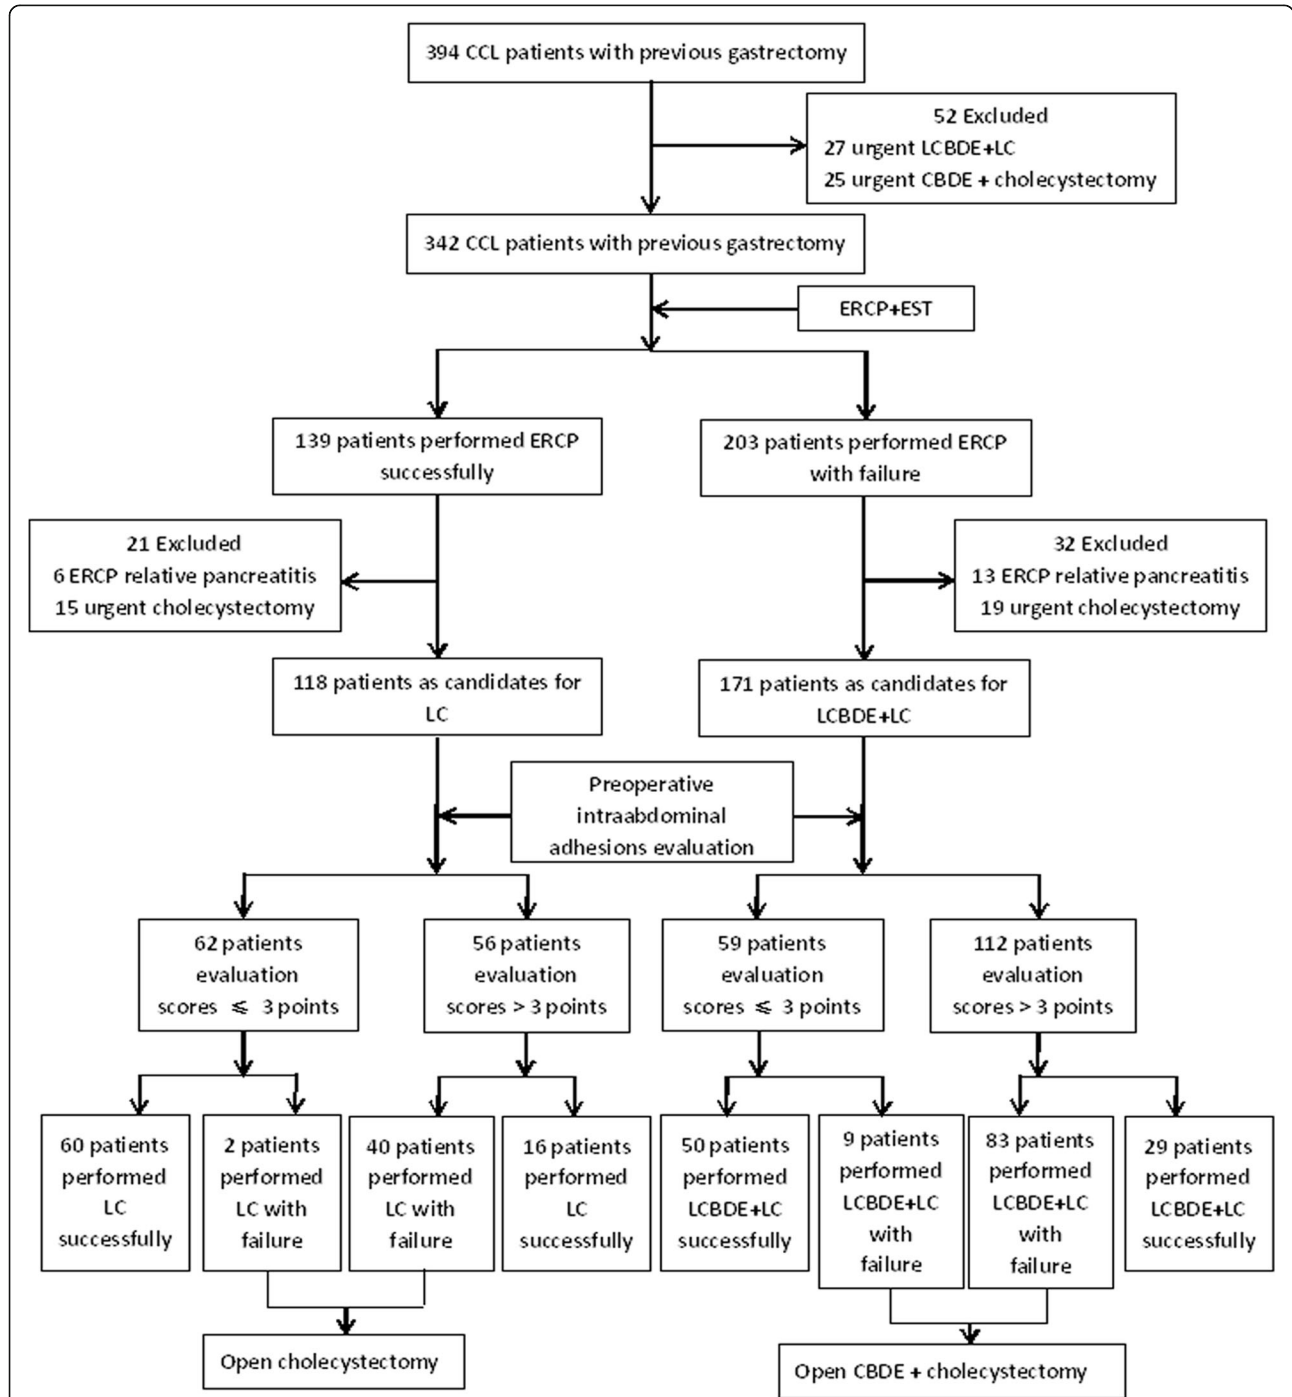 394 CCL patients with previous gastrectomy
52 Excluded
27 urgent LCBDE+LC
25 urgent CBDE + cholecystectomy
342 CCL patients with previous gastrectomy
ERCP+EST
139 patients performed ERCP
successfully
203 patients performed ERCP
with failure
21 Excluded
6 ERCP relative pancreatitis
15 urgent cholecystectomy
32 Excluded
13 ERCP relative pancreatitis
19 urgent cholecystectomy
118 patients as candidates for
LC
171 patients as candidates for
LCBDE+LC
Preoperative
intraabdominal
adhesions evaluation
62 patients
evaluation
scores ⩽ 3 points
56 patients
evaluation
scores > 3 points
59 patients
evaluation
scores ⩽ 3 points
112 patients
evaluation
scores > 3 points
60 patients
performed
LC
successfully
2 patients
performed
LC with
failure
40 patients
performed
LC with
failure
16 patients
performed
LC
successfully
50 patients
performed
LCBDE+LC
successfully
9 patients
performed
LCBDE+LC
with
failure
83 patients
performed
LCBDE+LC
with
failure
29 patients
performed
LCBDE+LC
successfully
Open cholecystectomy
Open CBDE + cholecystectomy